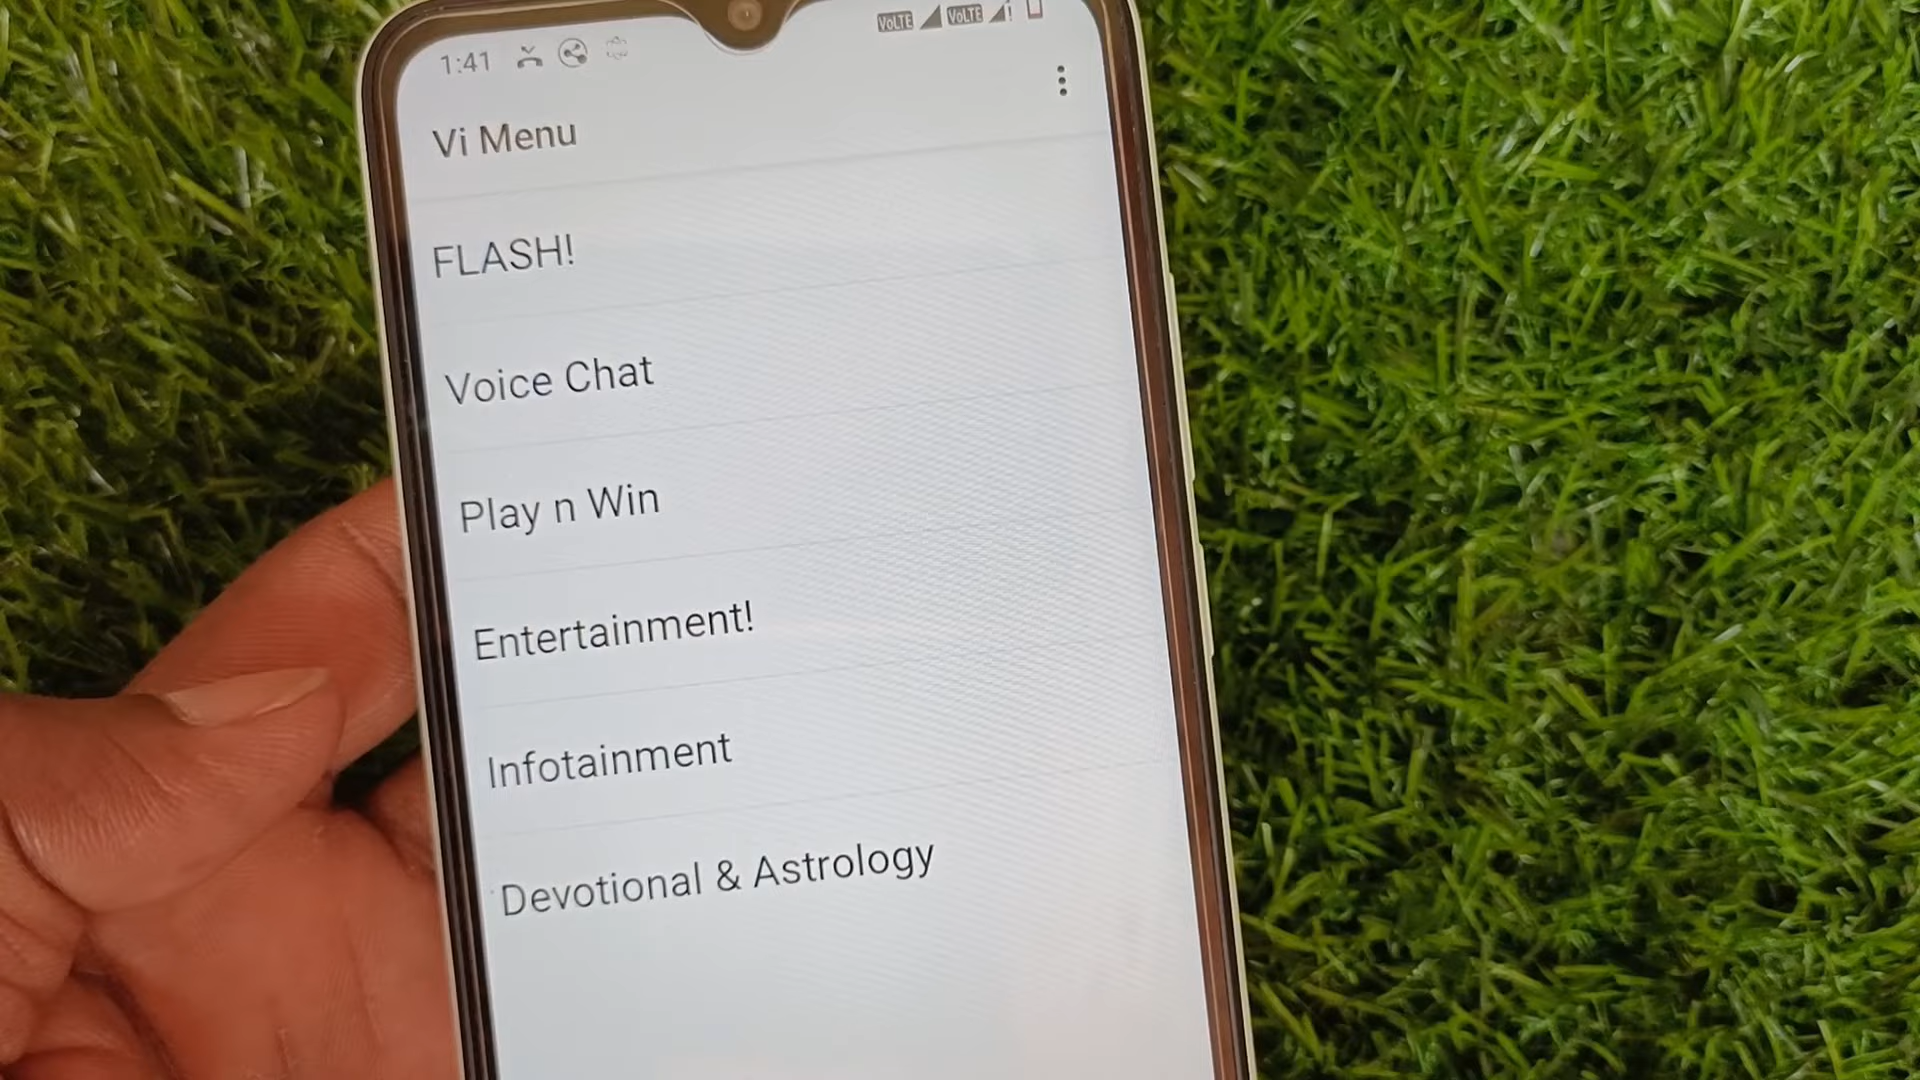 1:41 VoLTE VoLTE
Vi Menu
FLASH!
Voice Chat
Play n Win
Entertainment!
Infotainment
Devotional & Astrology